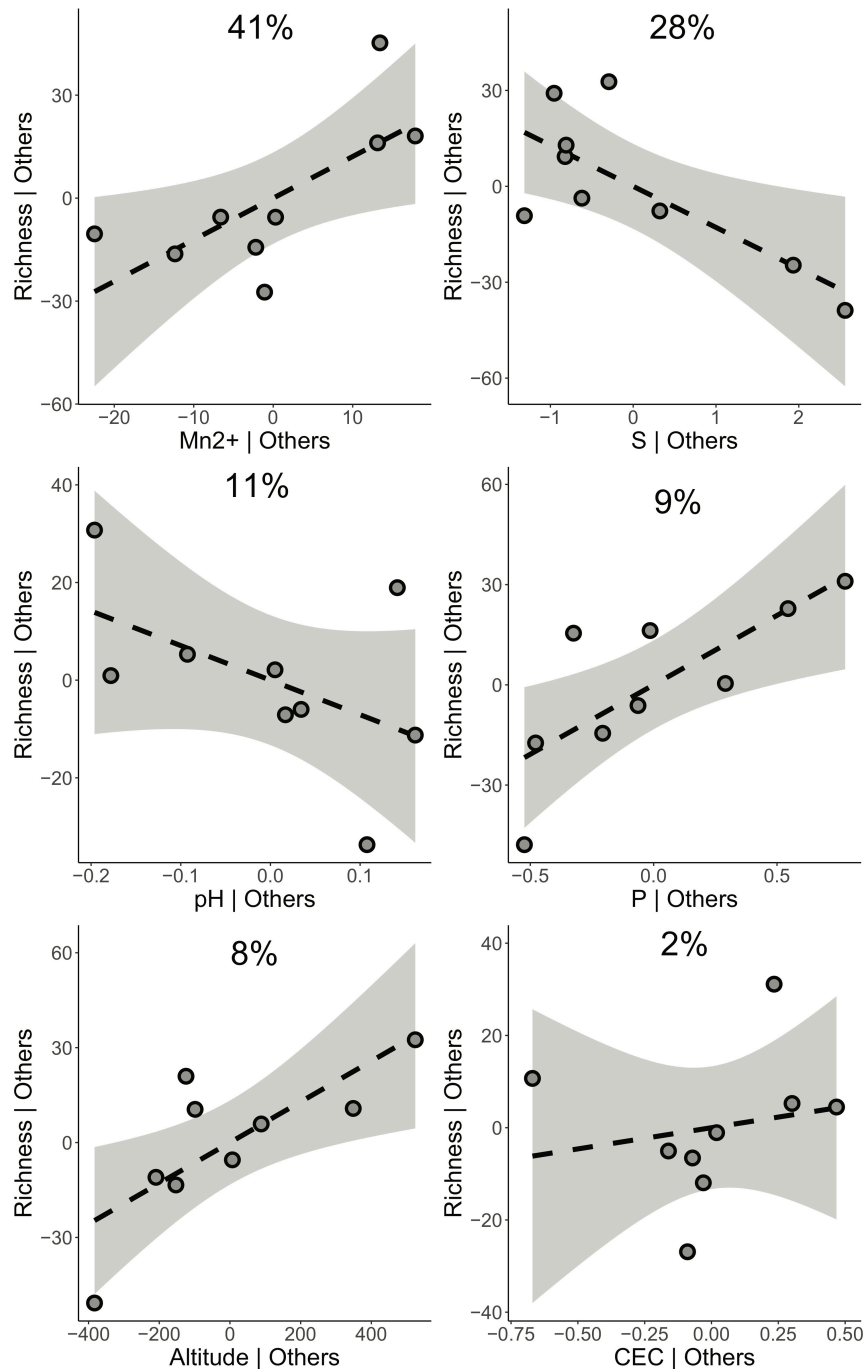 41%
30
0
−30
−60
Richness | Others
−20 −10 0 10
Mn2+ | Others
28%
30
0
−30
−60
Richness | Others
−1 0 1 2
S | Others
11%
40
20
0
−20
Richness | Others
−0.2 −0.1 0.0 0.1
pH | Others
9%
60
30
0
−30
Richness | Others
−0.5 0.0 0.5
P | Others
8%
60
30
0
−30
Richness | Others
−400 −200 0 200 400
Altitude | Others
2%
40
20
0
−20
−40
Richness | Others
−0.75 −0.50 −0.25 0.00 0.25 0.50
CEC | Others